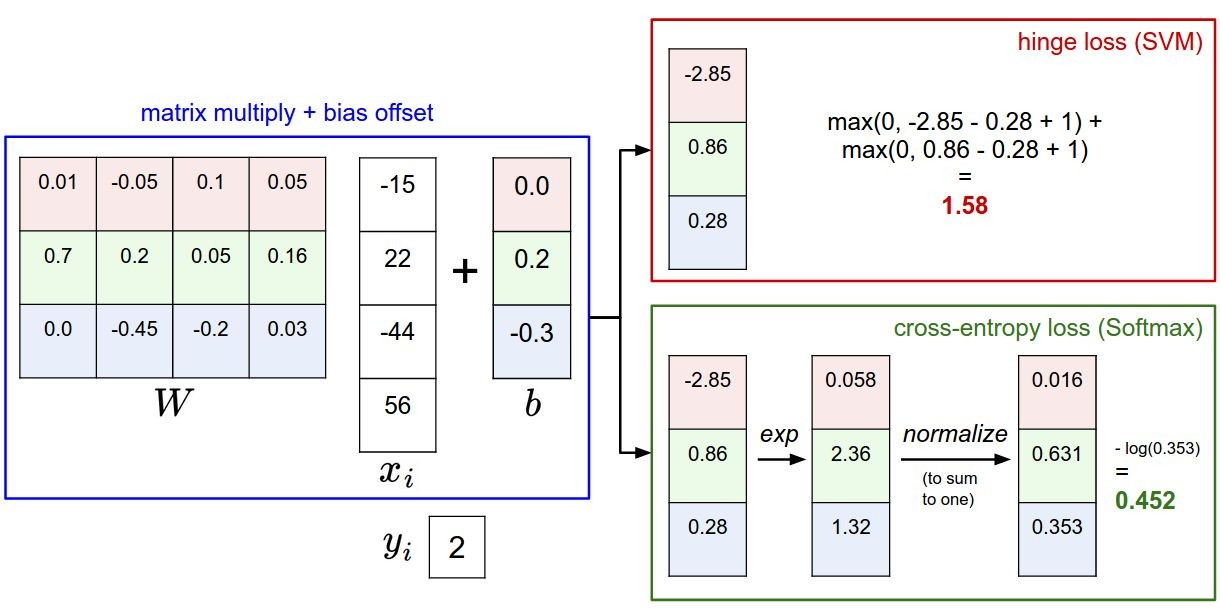 matrix multiply + bias offset
0.01 -0.05 0.1 0.05
0.7 0.2 0.05 0.16
0.0 -0.45 -0.2 0.03
W
-15
22
-44
56
x_i
+
0.0
0.2
-0.3
b
y_i 2
hinge loss (SVM)
-2.85
0.86
0.28
max(0, -2.85 - 0.28 + 1) +
max(0, 0.86 - 0.28 + 1)
=
1.58
cross-entropy loss (Softmax)
-2.85
0.86
0.28
exp
0.058
2.36
1.32
normalize
(to sum
to one)
0.016
0.631
0.353
- log(0.353)
=
0.452